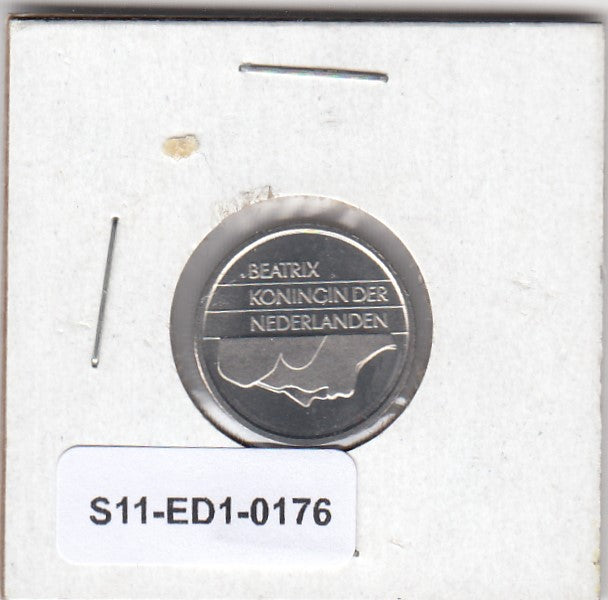 BEATRIX
KONINGIN DER
NEDERLANDEN
S11-ED1-0176